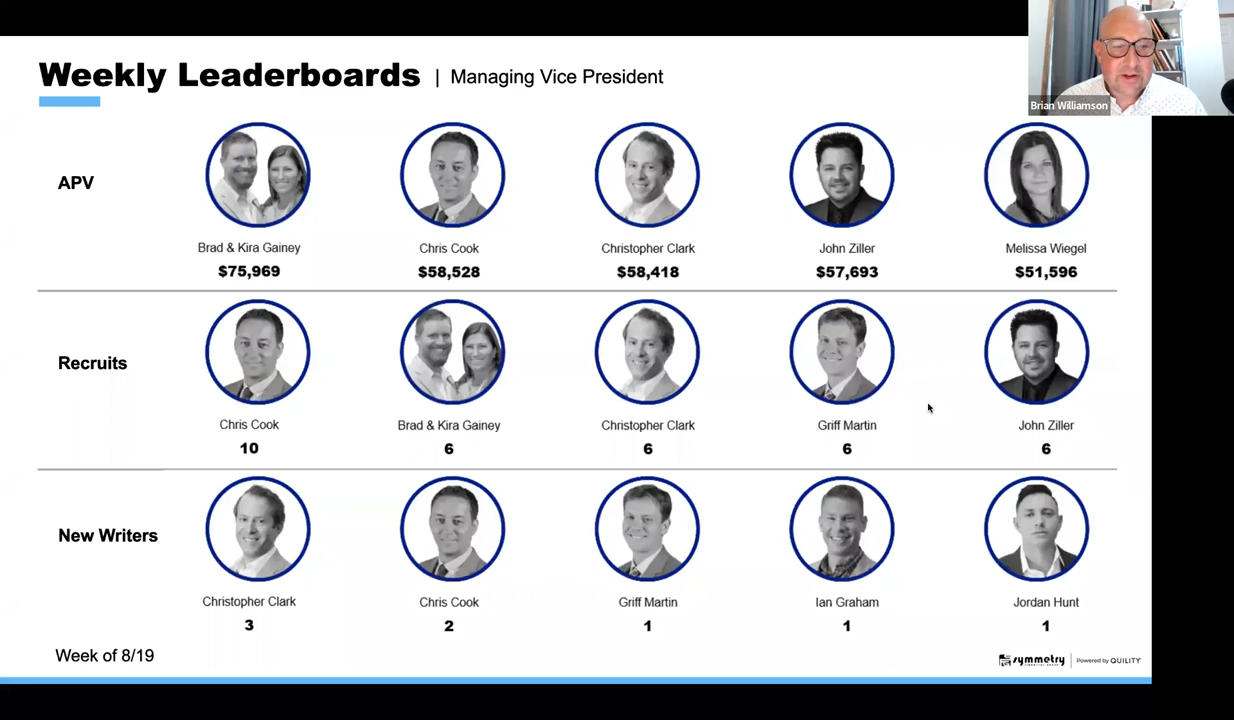 Weekly Leaderboards | Managing Vice President
Brian Williamson
APV
Brad & Kira Gainey
$75,969
Chris Cook
$58,528
Christopher Clark
$58,418
John Ziller
$57,693
Melissa Wiegel
$51,596
Recruits
Chris Cook
10
Brad & Kira Gainey
6
Christopher Clark
6
Griff Martin
6
John Ziller
6
New Writers
Christopher Clark
3
Chris Cook
2
Griff Martin
1
Ian Graham
1
Jordan Hunt
1
Week of 8/19
symmetry
FINANCIAL GROUP
Powered by QUILITY